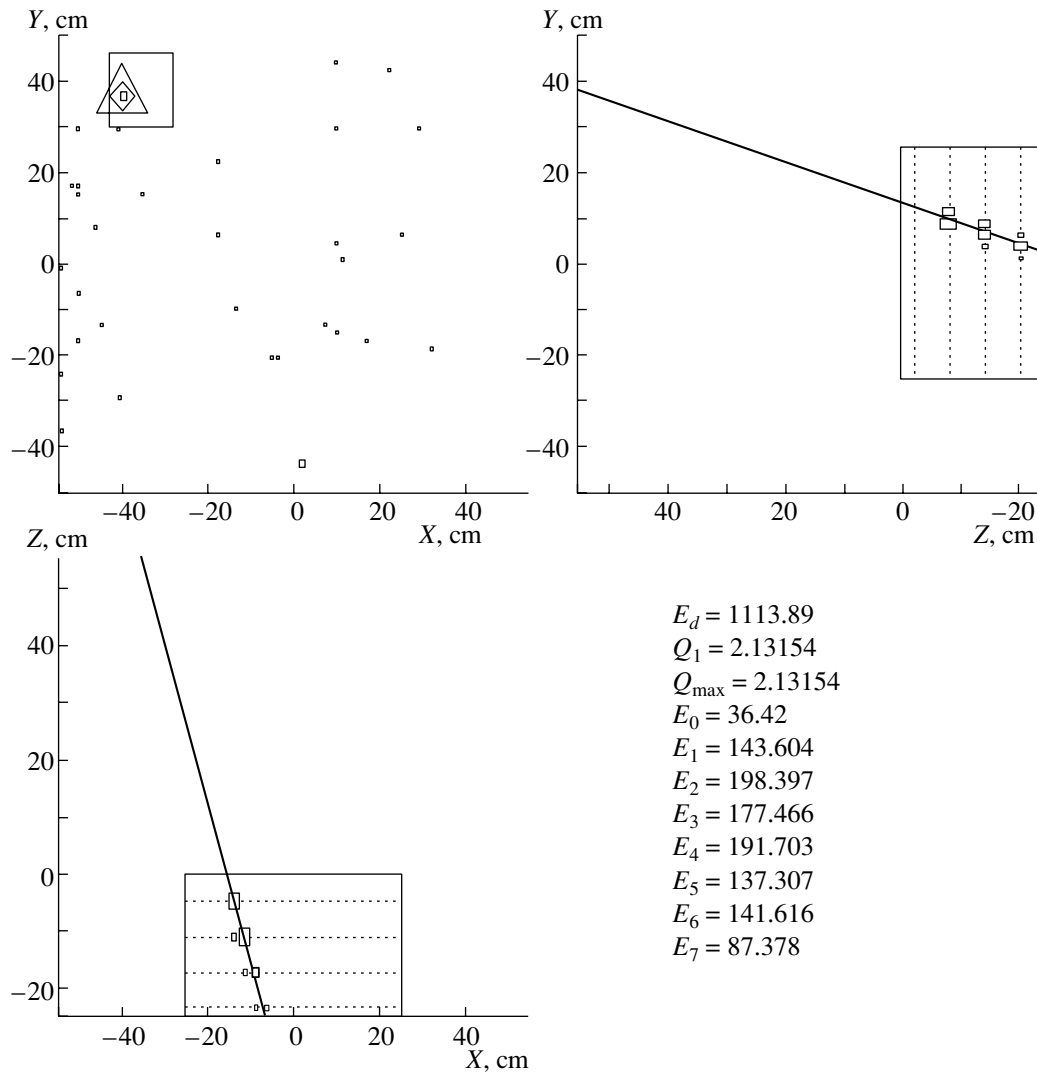 Y, cm
40
20
0
−20
−40
−40 −20 0 20 40
X, cm
Y, cm
40
20
0
−20
−40
40 20 0 −20
Z, cm
Z, cm
40
20
0
−20
−40 −20 0 20 40
X, cm
E_d = 1113.89
Q_1 = 2.13154
Q_max = 2.13154
E_0 = 36.42
E_1 = 143.604
E_2 = 198.397
E_3 = 177.466
E_4 = 191.703
E_5 = 137.307
E_6 = 141.616
E_7 = 87.378